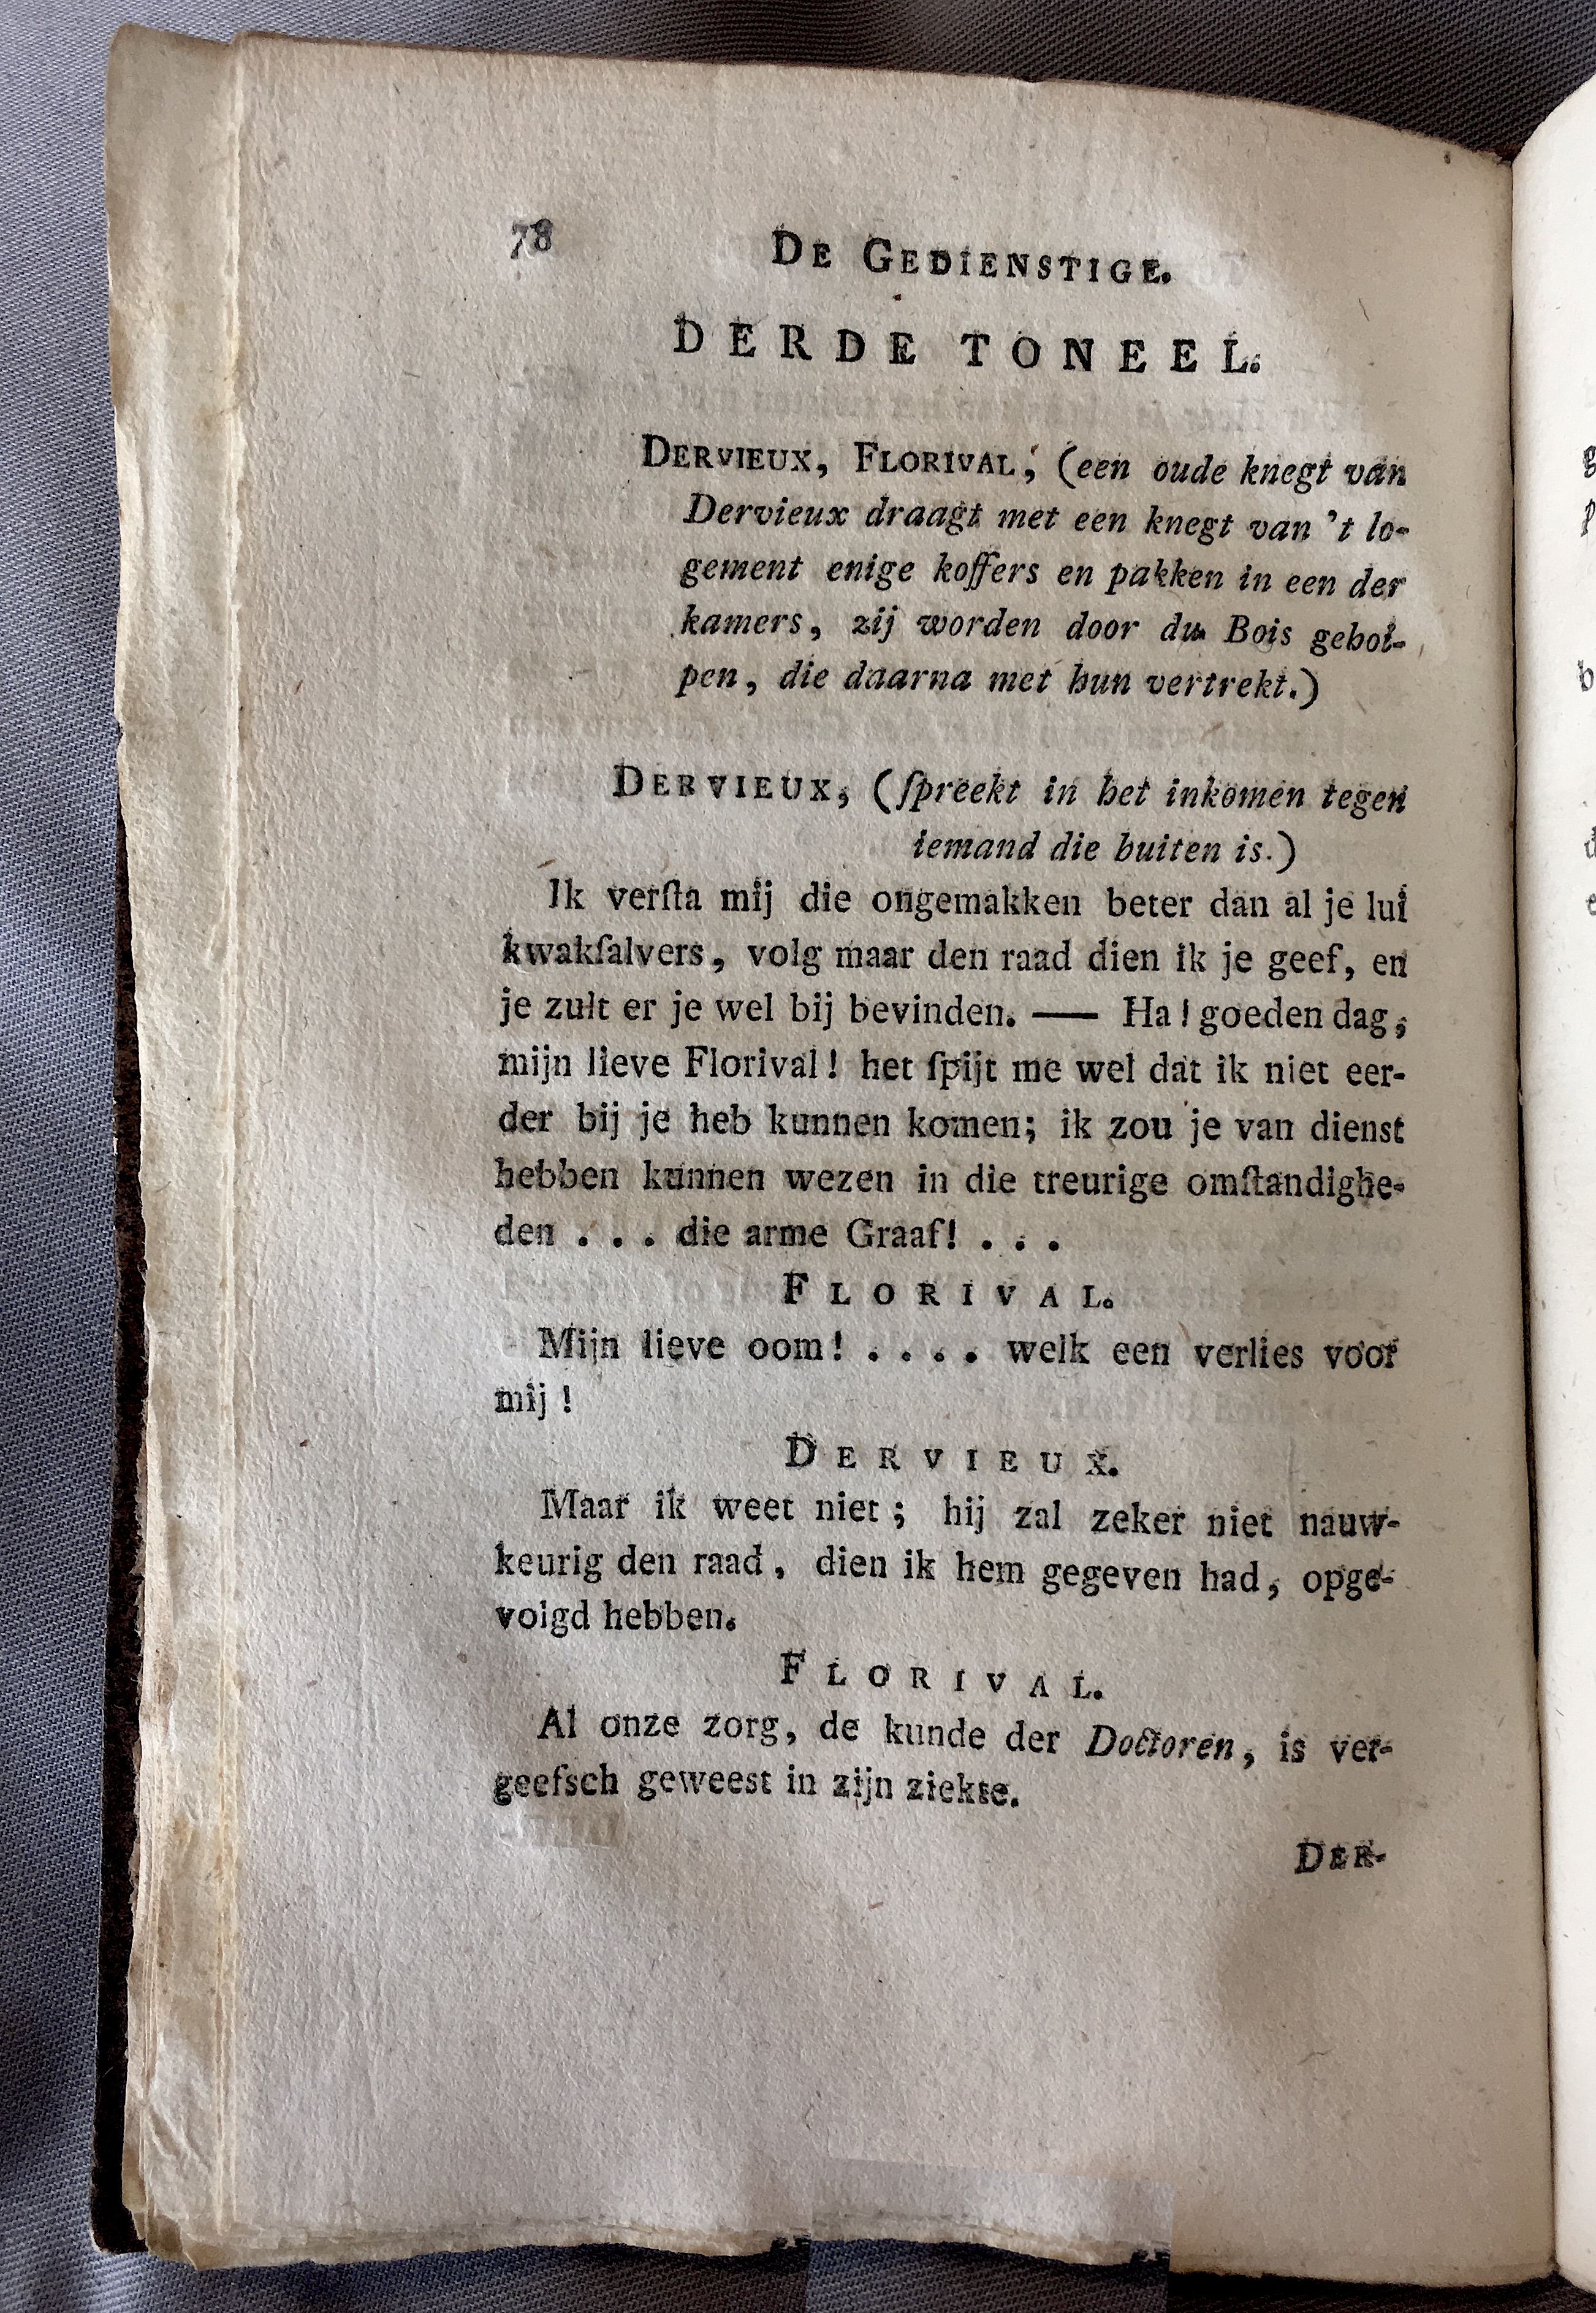 78 De Gedienstige.
DERDE TONEEL.
Dervieux, Florival, (een oude knegt van
Dervieux draagt met een knegt van 't lo-
gement enige koffers en pakken in een der
kamers, zij worden door du Bois gehol-
pen, die daarna met hun vertrekt.)
Dervieux, (ſpreekt in het inkomen tegen
iemand die buiten is.)
Ik verſta mij die ongemakken beter dan al je lui
kwakſalvers, volg maar den raad dien ik je geef, en
je zult er je wel bij bevinden. — Ha! goeden dag,
mijn lieve Florival! het ſpijt me wel dat ik niet eer-
der bij je heb kunnen komen; ik zou je van dienst
hebben kunnen wezen in die treurige omſtandighe-
den . . . die arme Graaf! . . .
Florival.
Mijn lieve oom! . . . . welk een verlies voor
mij!
Dervieux.
Maar ik weet niet; hij zal zeker niet nauw-
keurig den raad, dien ik hem gegeven had, opge-
volgd hebben.
Florival.
Al onze zorg, de kunde der Doctoren, is ver-
geefsch geweest in zijn ziekte.
Der-